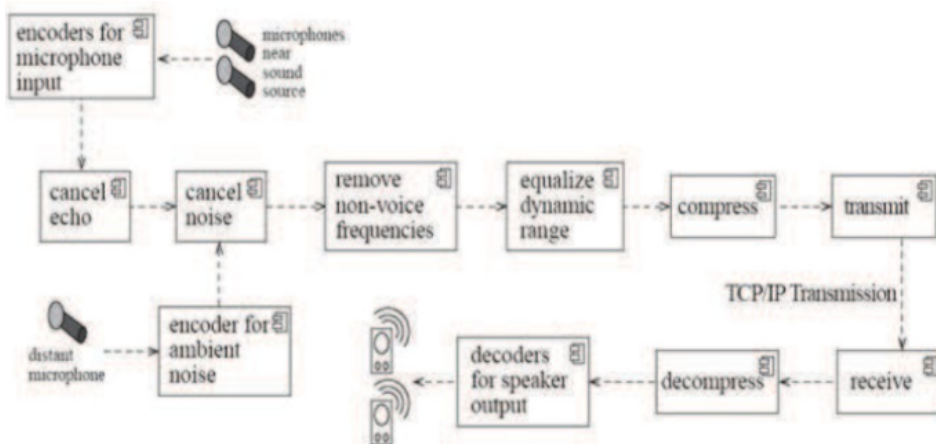 encoders for
microphone
input
microphones
near
sound
source
cancel
echo
cancel
noise
remove
non-voice
frequencies
equalize
dynamic
range
compress
transmit
TCP/IP Transmission
distant
microphone
encoder for
ambient
noise
decoders
for speaker
output
decompress
receive